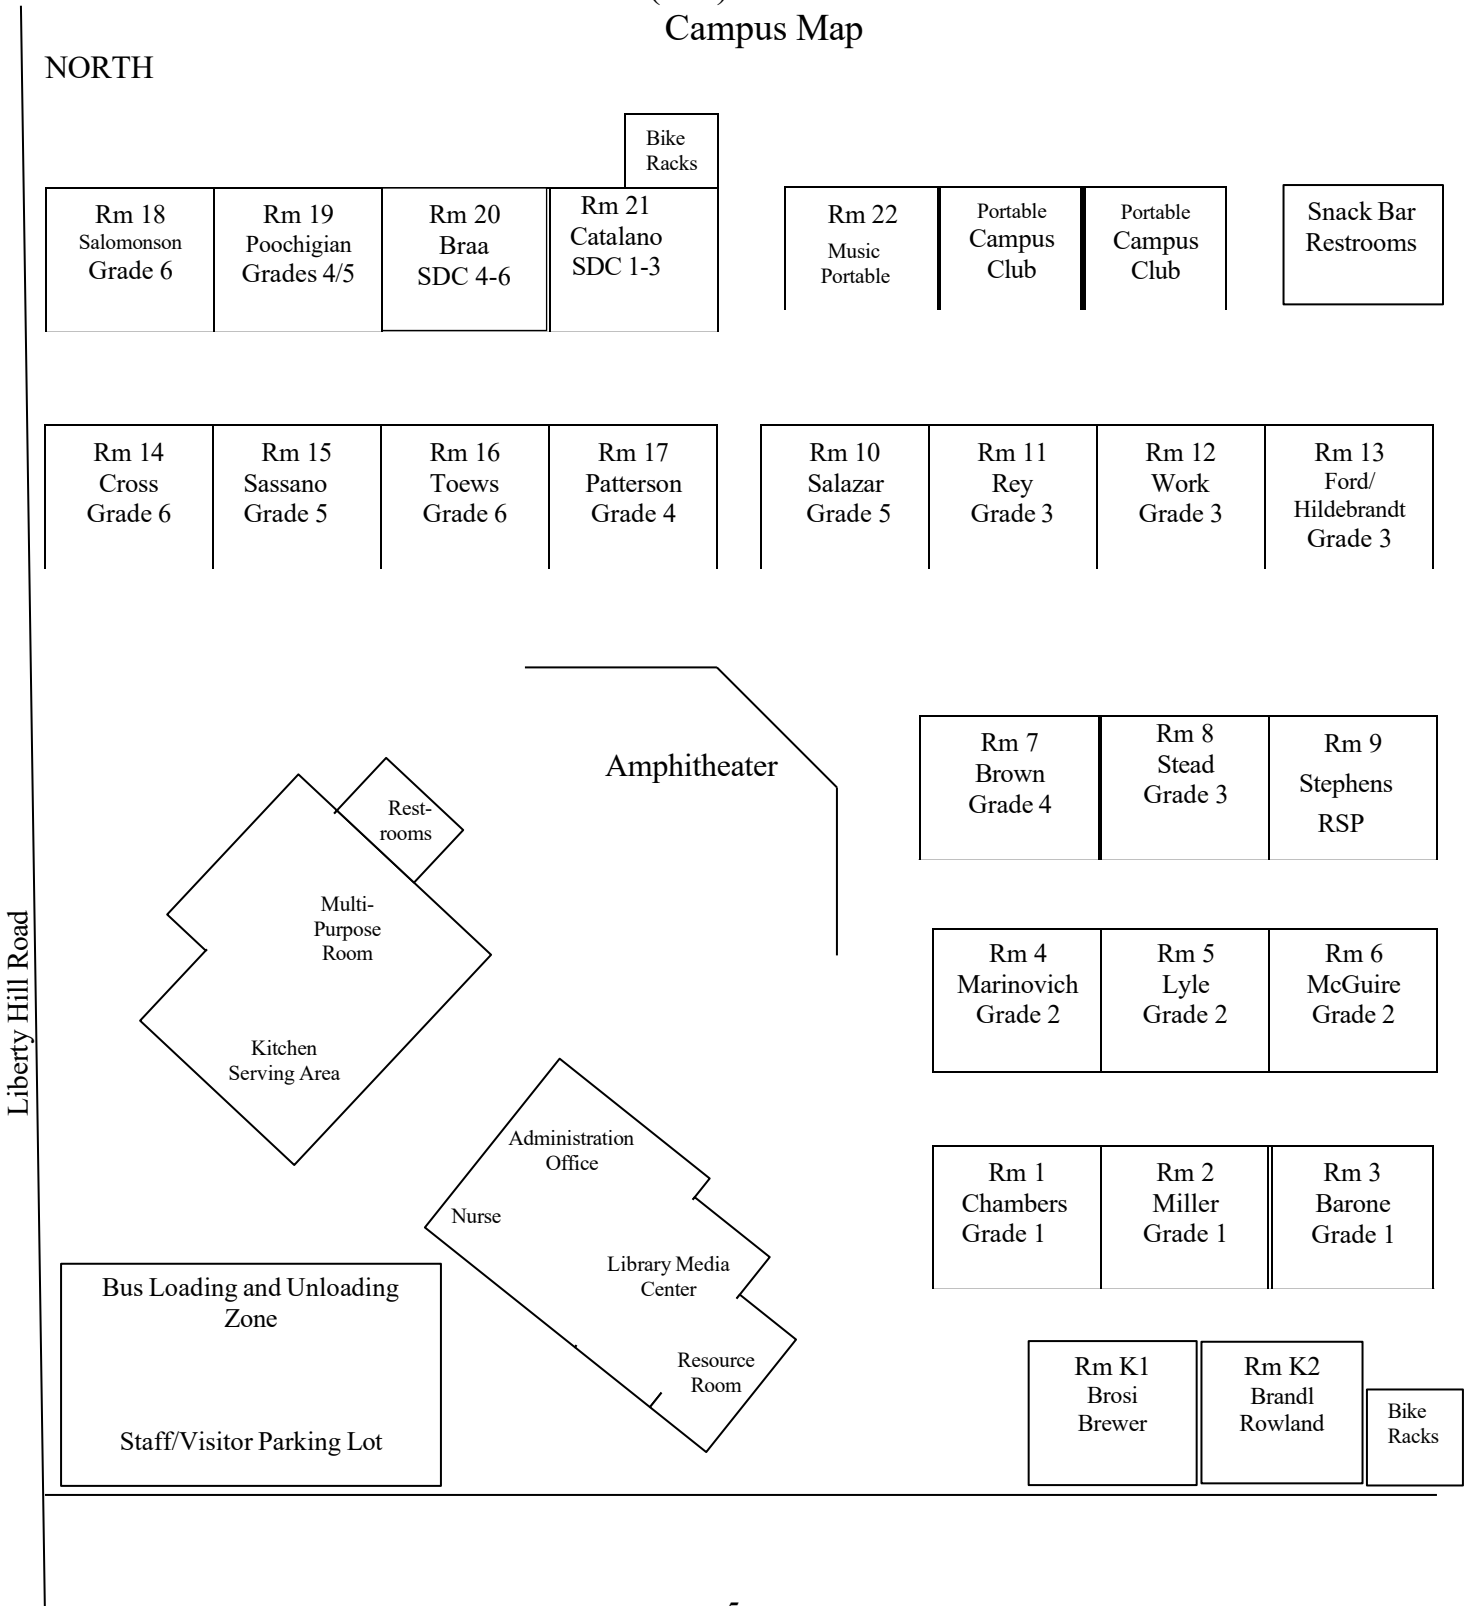 Campus Map
NORTH
Bike
Racks
Rm 18
Salomonson
Grade 6
Rm 19
Poochigian
Grades 4/5
Rm 20
Braa
SDC 4-6
Rm 21
Catalano
SDC 1-3
Rm 22
Music
Portable
Portable
Campus
Club
Portable
Campus
Club
Snack Bar
Restrooms
Rm 14
Cross
Grade 6
Rm 15
Sassano
Grade 5
Rm 16
Toews
Grade 6
Rm 17
Patterson
Grade 4
Rm 10
Salazar
Grade 5
Rm 11
Rey
Grade 3
Rm 12
Work
Grade 3
Rm 13
Ford/
Hildebrandt
Grade 3
Amphitheater
Rm 7
Brown
Grade 4
Rm 8
Stead
Grade 3
Rm 9
Stephens
RSP
Rest-
rooms
Multi-
Purpose
Room
Kitchen
Serving Area
Liberty Hill Road
Rm 4
Marinovich
Grade 2
Rm 5
Lyle
Grade 2
Rm 6
McGuire
Grade 2
Administration
Office
Nurse
Library Media
Center
Resource
Room
Rm 1
Chambers
Grade 1
Rm 2
Miller
Grade 1
Rm 3
Barone
Grade 1
Bus Loading and Unloading
Zone
Staff/Visitor Parking Lot
Rm K1
Brosi
Brewer
Rm K2
Brandl
Rowland
Bike
Racks